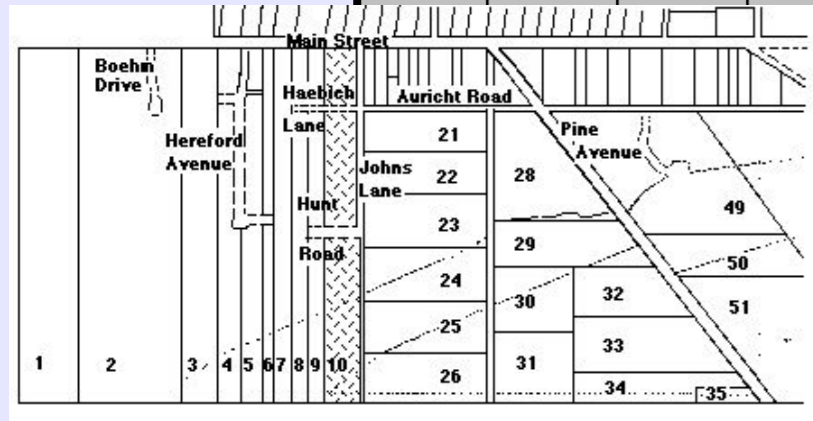 Main Street
Boehm
Drive
Haebich
Lane
Auricht Road
Hereford
Avenue
Pine
Avenue
Johns
Lane
Hunt
Road
21
22
23
24
25
26
28
29
30
31
32
33
34
35
49
50
51
1
2
3
4
5
6
7
8
9
10